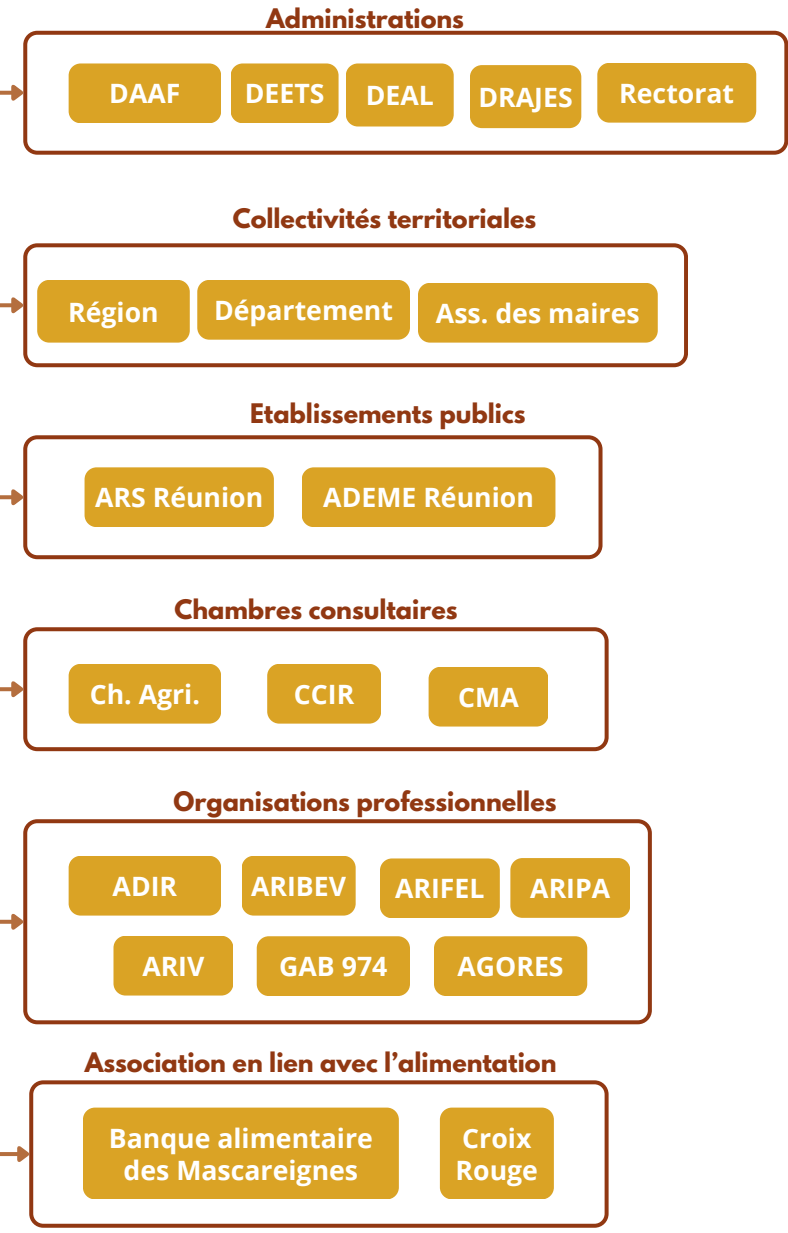 Administrations
DAAF
DEETS
DEAL
DRAJES
Rectorat
Collectivités territoriales
Région
Département
Ass. des maires
Etablissements publics
ARS Réunion
ADEME Réunion
Chambres consultaires
Ch. Agri.
CCIR
CMA
Organisations professionnelles
ADIR
ARIBEV
ARIFEL
ARIPA
ARIV
GAB 974
AGORES
Association en lien avec l’alimentation
Banque alimentaire
des Mascareignes
Croix
Rouge